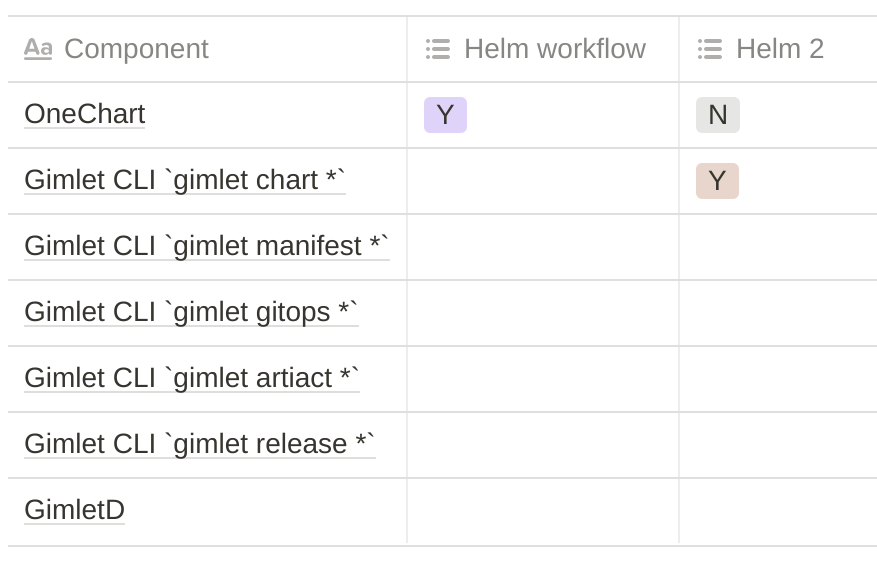 Aa Component Helm workflow Helm 2
OneChart Y N
Gimlet CLI `gimlet chart *` Y
Gimlet CLI `gimlet manifest *`
Gimlet CLI `gimlet gitops *`
Gimlet CLI `gimlet artiact *`
Gimlet CLI `gimlet release *`
GimletD